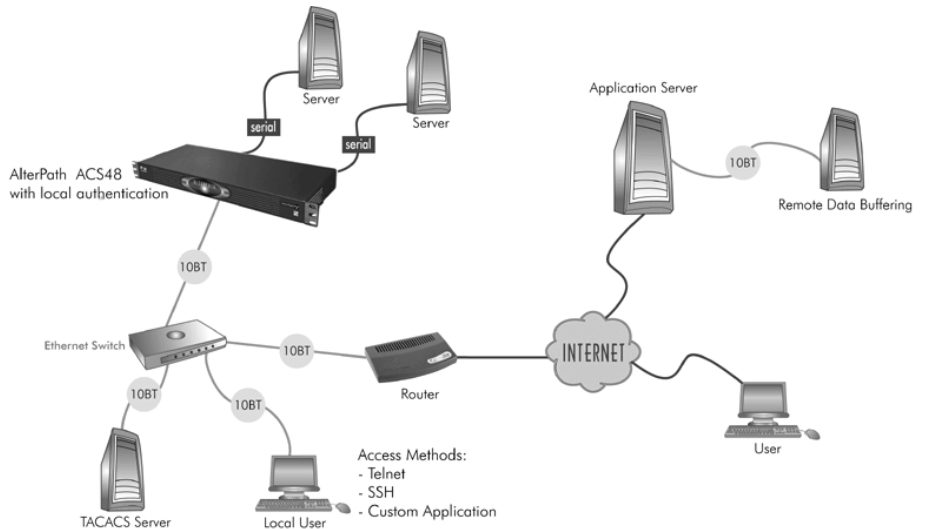 Server
Server
serial
serial
AlterPath ACS48
with local authentication
Application Server
10BT
Remote Data Buffering
10BT
Ethernet Switch
10BT
Router
INTERNET
10BT
10BT
User
TACACS Server
Local User
Access Methods:
- Telnet
- SSH
- Custom Application